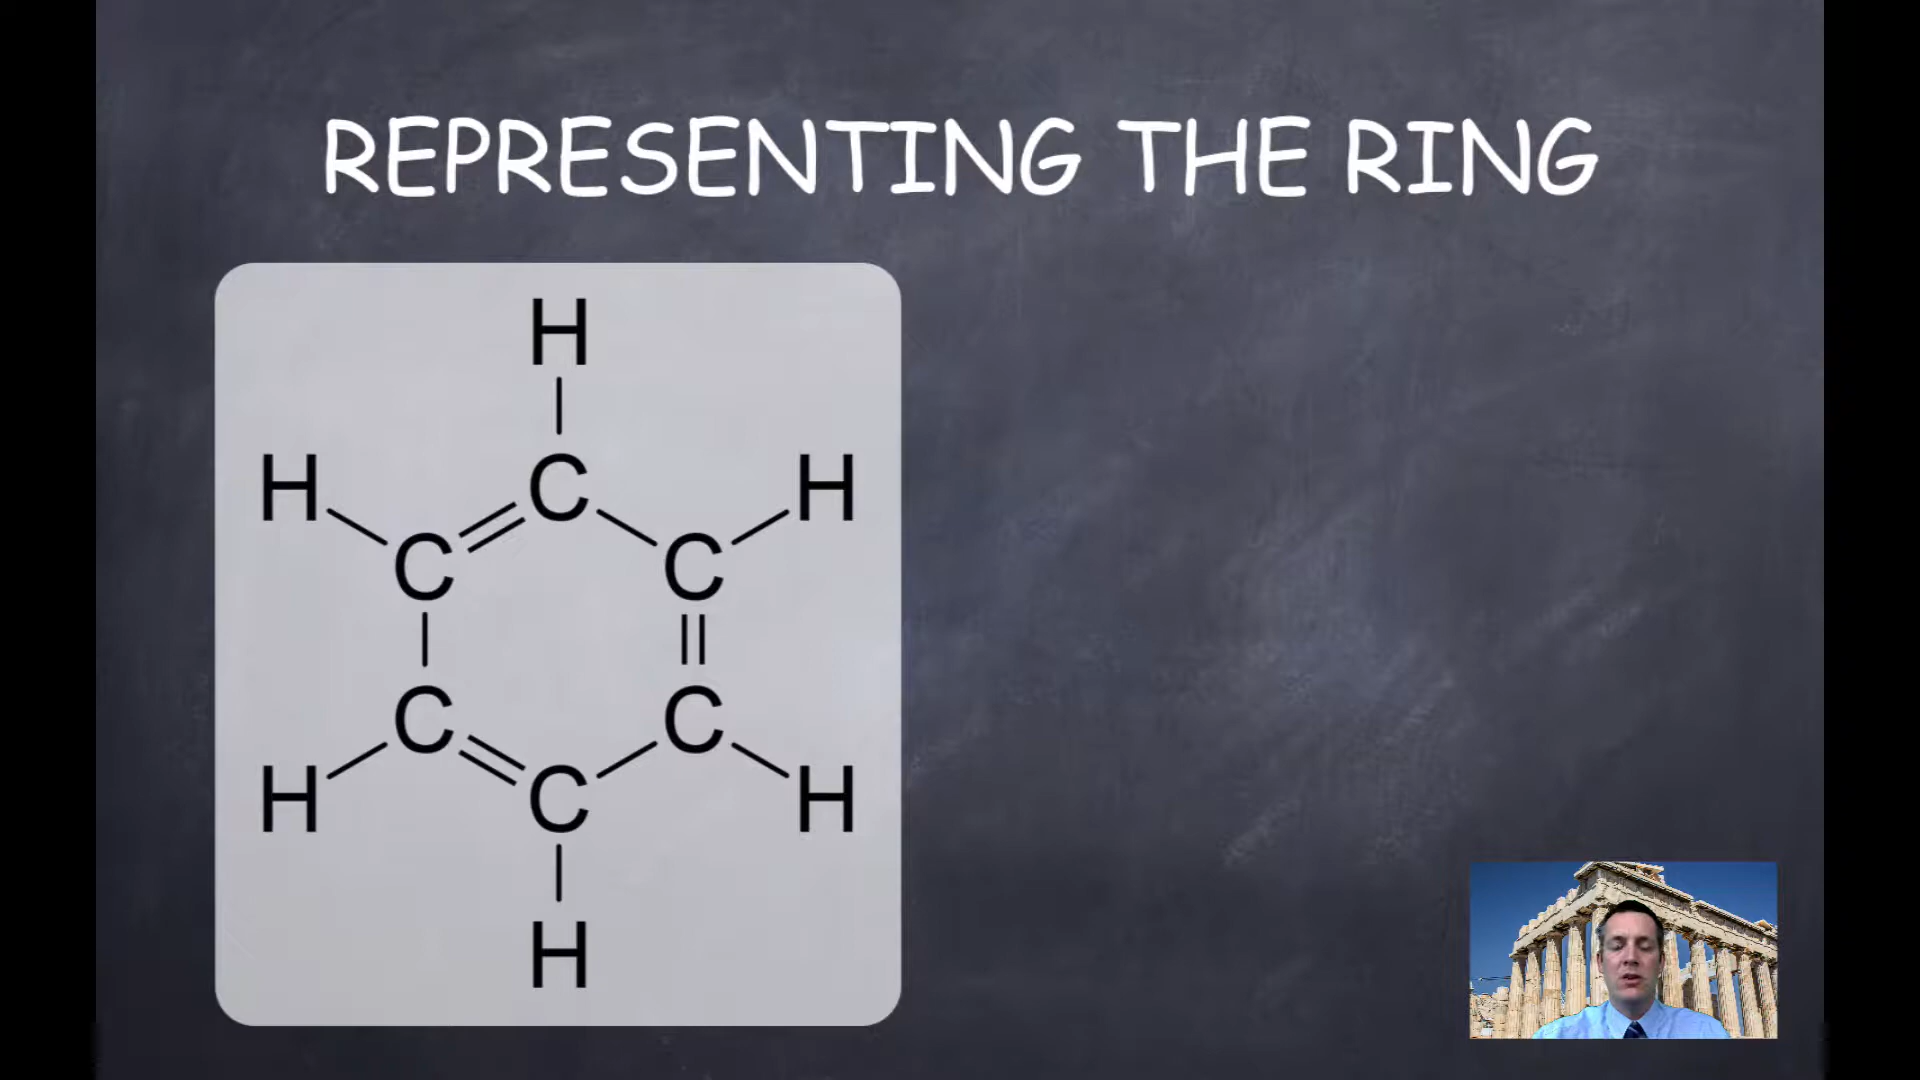 REPRESENTING THE RING
H
H C H
C C
C C
H C H
H